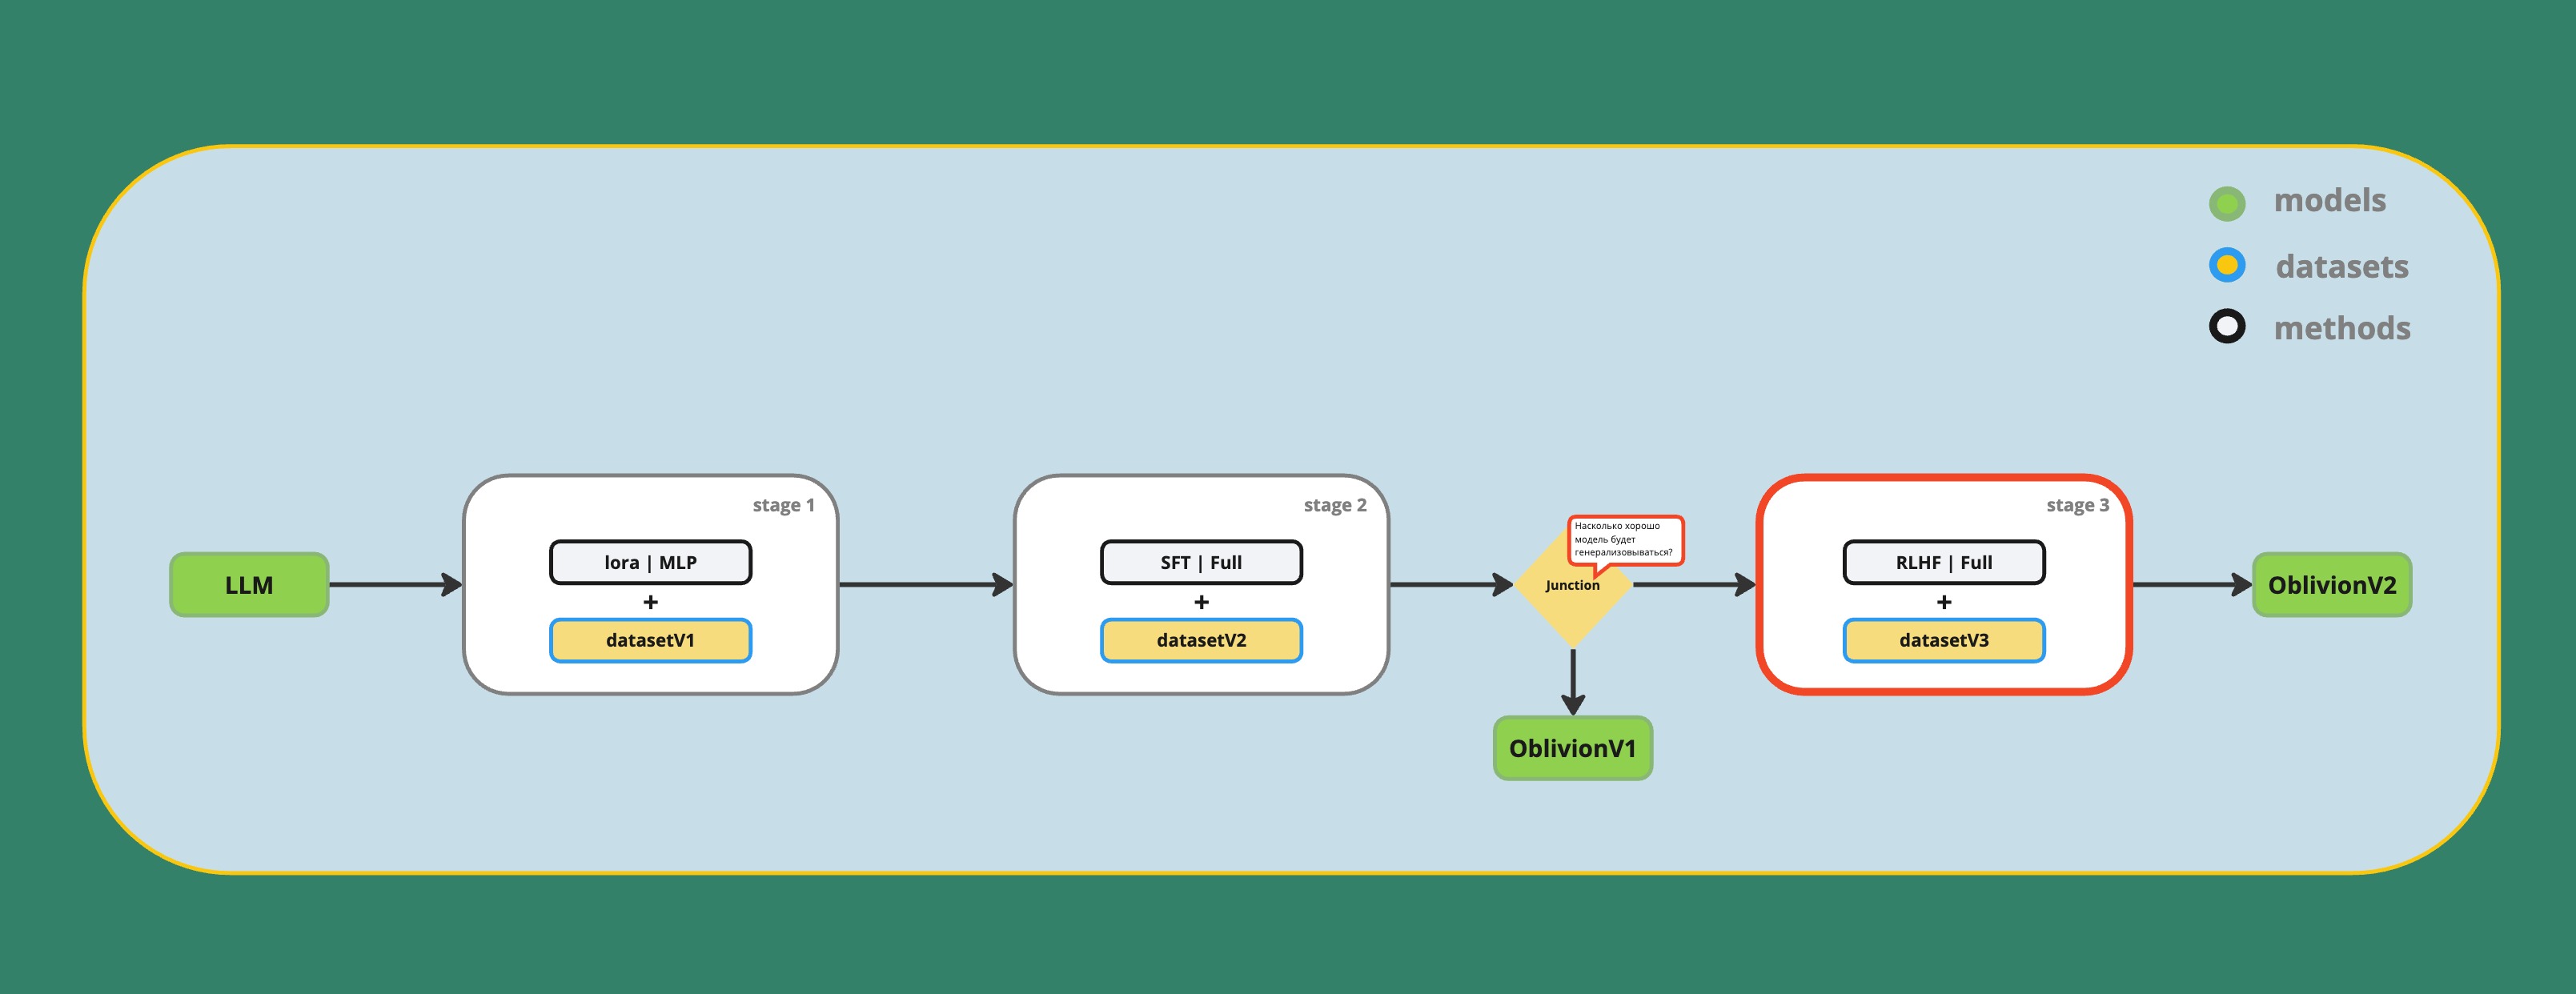 models
datasets
methods
LLM
stage 1
lora | MLP
+
datasetV1
stage 2
SFT | Full
+
datasetV2
Насколько хорошо
модель будет
генерализовываться?
Junction
OblivionV1
stage 3
RLHF | Full
+
datasetV3
OblivionV2